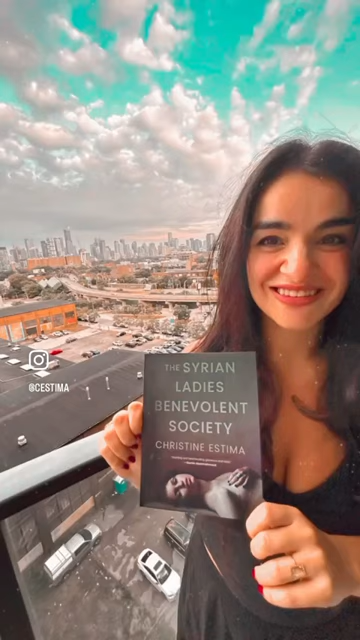 @CESTIMA
THE SYRIAN
LADIES
BENEVOLENT
SOCIETY
CHRISTINE ESTIMA